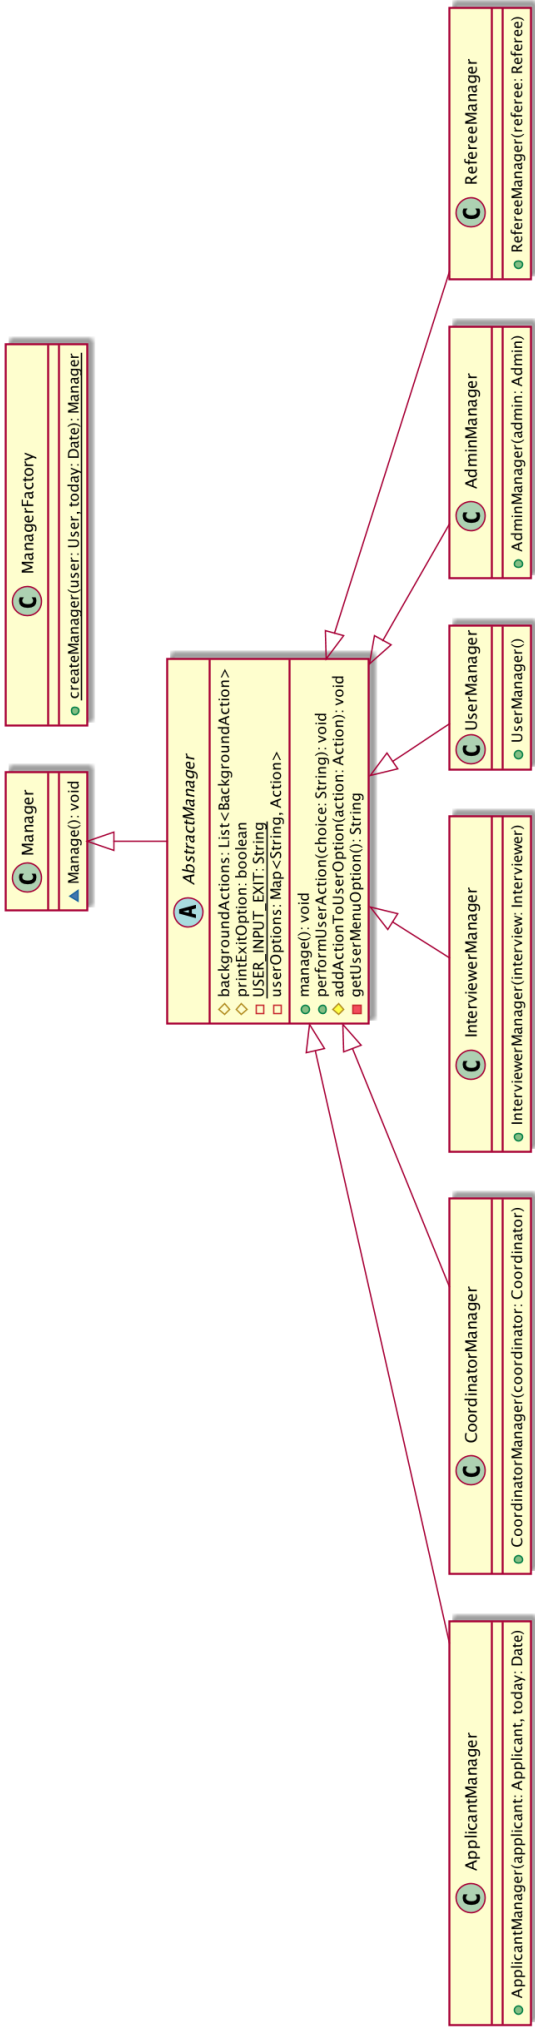 C Manager
Manage(): void
C ManagerFactory
createManager(user: User, today: Date): Manager
A AbstractManager
backgroundActions: List<BackgroundAction>
printExitOption: boolean
USER_INPUT_EXIT: String
userOptions: Map<String, Action>
manage(): void
performUserAction(choice: String): void
addActionToUserOption(action: Action): void
getUserMenuOption(): String
C ApplicantManager
ApplicantManager(applicant: Applicant, today: Date)
C CoordinatorManager
CoordinatorManager(coordinator: Coordinator)
C InterviewerManager
InterviewerManager(interview: Interviewer)
C UserManager
UserManager()
C AdminManager
AdminManager(admin: Admin)
C RefereeManager
RefereeManager(referee: Referee)